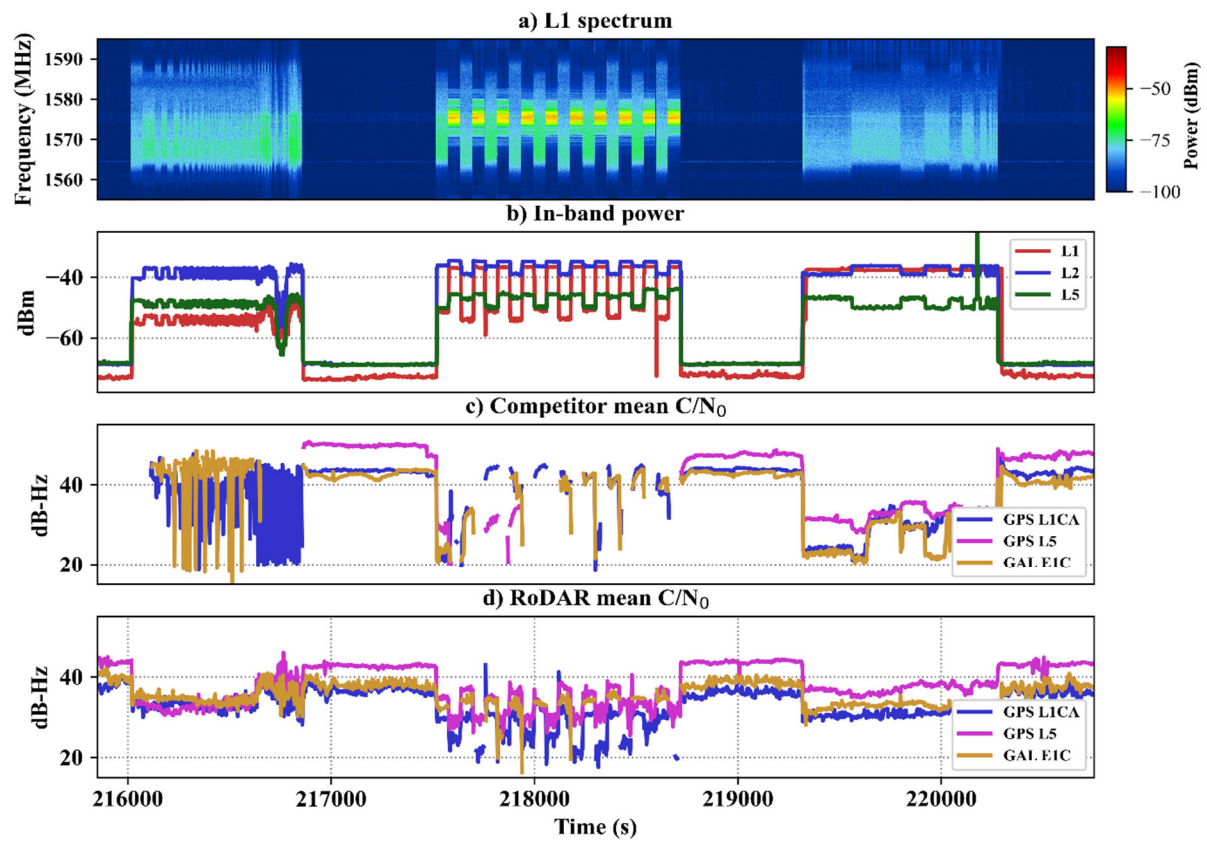 a) L1 spectrum
Frequency (MHz)
1590
1580
1570
1560
−50
−75
−100
Power (dBm)
b) In-band power
dBm
−40
−60
L1
L2
L5
c) Competitor mean C/N₀
dB-Hz
40
20
GPS L1CA
GPS L5
GAL E1C
d) RoDAR mean C/N₀
dB-Hz
40
20
GPS L1CA
GPS L5
GAL E1C
216000 217000 218000 219000 220000
Time (s)